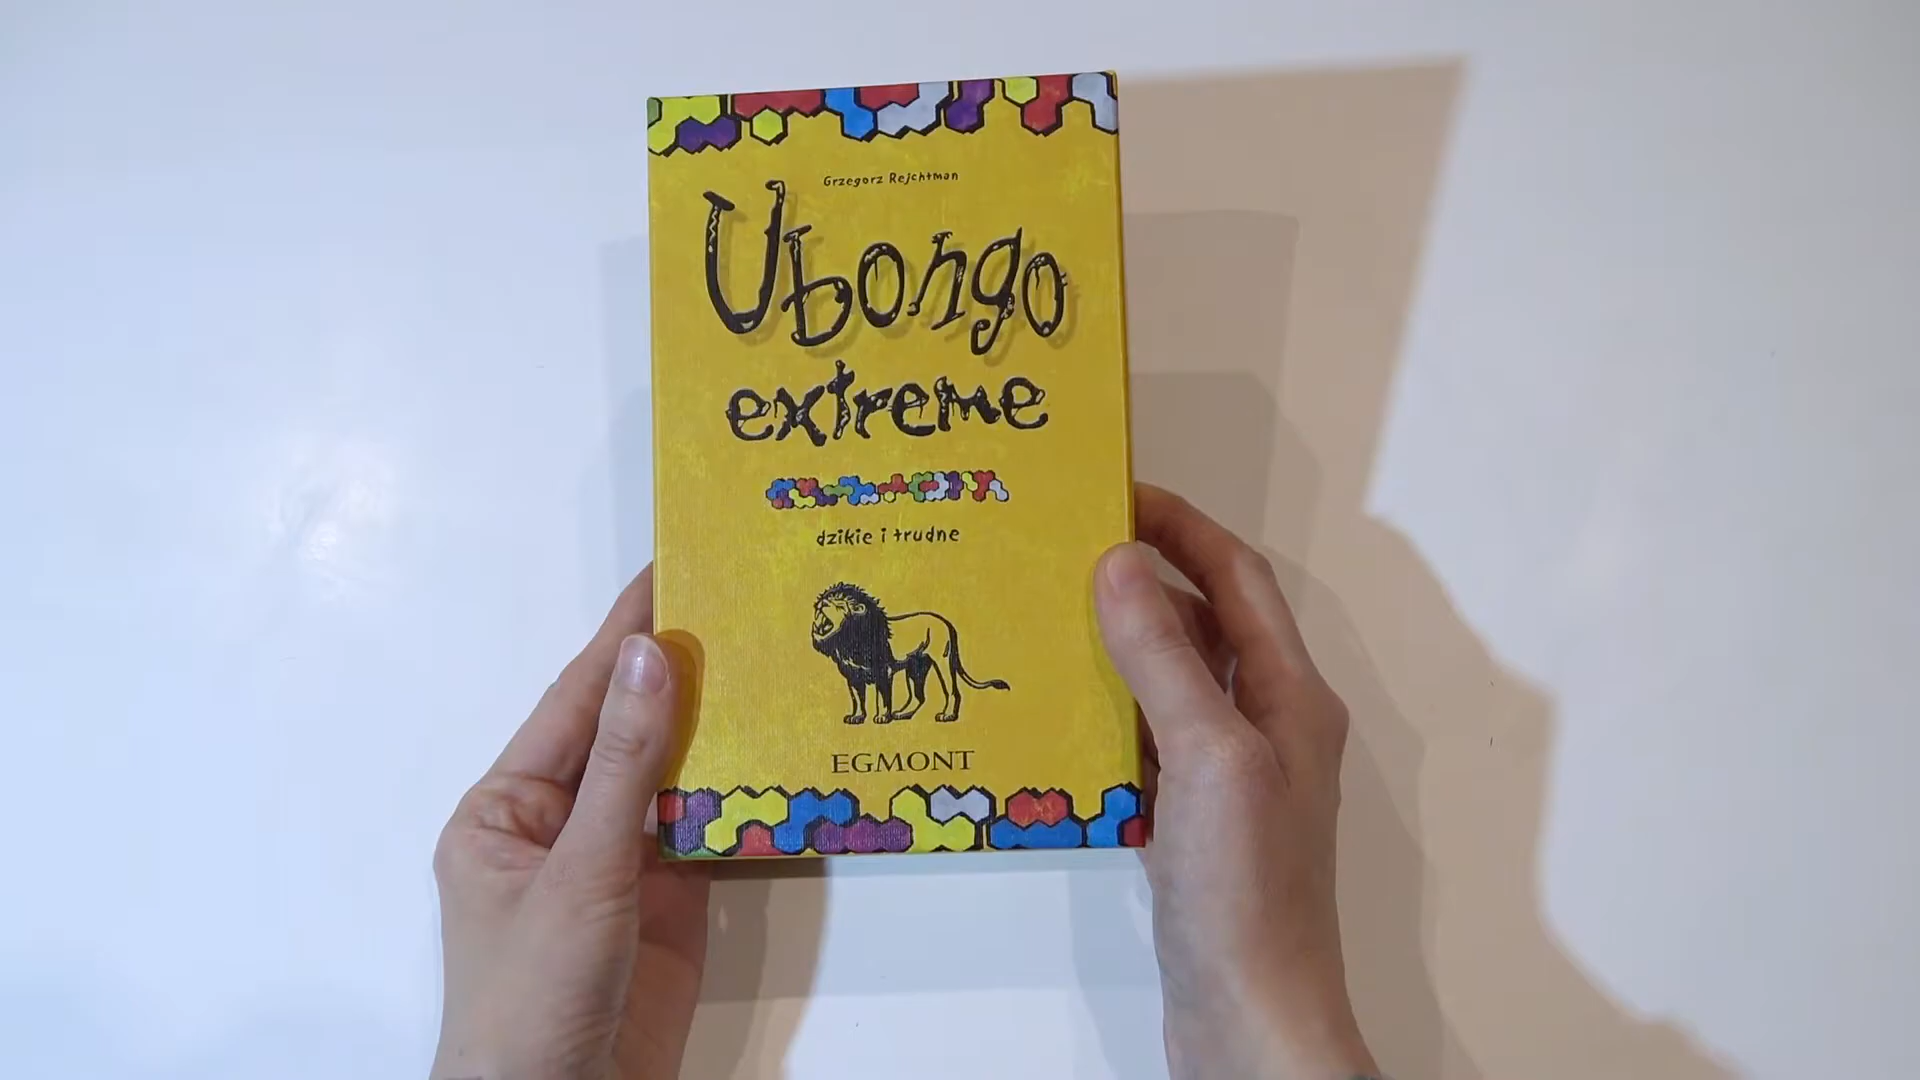 Grzegorz Rejchtman
Ubongo
extreme
dzikie i trudne
EGMONT